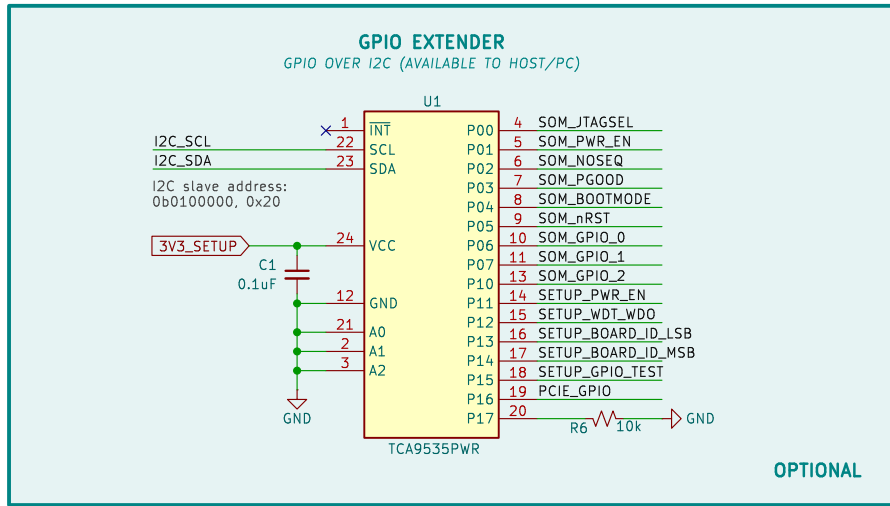 GPIO EXTENDER
GPIO OVER I2C (AVAILABLE TO HOST/PC)
U1
1 INT
I2C_SCL 22 SCL
I2C_SDA 23 SDA
I2C slave address:
0b0100000, 0x20
3V3_SETUP 24 VCC
C1
0.1uF
12 GND
21 A0
2 A1
3 A2
GND
P00 4 SOM_JTAGSEL
P01 5 SOM_PWR_EN
P02 6 SOM_NOSEQ
P03 7 SOM_PGOOD
P04 8 SOM_BOOTMODE
P05 9 SOM_nRST
P06 10 SOM_GPIO_0
P07 11 SOM_GPIO_1
P10 13 SOM_GPIO_2
P11 14 SETUP_PWR_EN
P12 15 SETUP_WDT_WDO
P13 16 SETUP_BOARD_ID_LSB
P14 17 SETUP_BOARD_ID_MSB
P15 18 SETUP_GPIO_TEST
P16 19 PCIE_GPIO
P17 20
R6 10k GND
TCA9535PWR
OPTIONAL